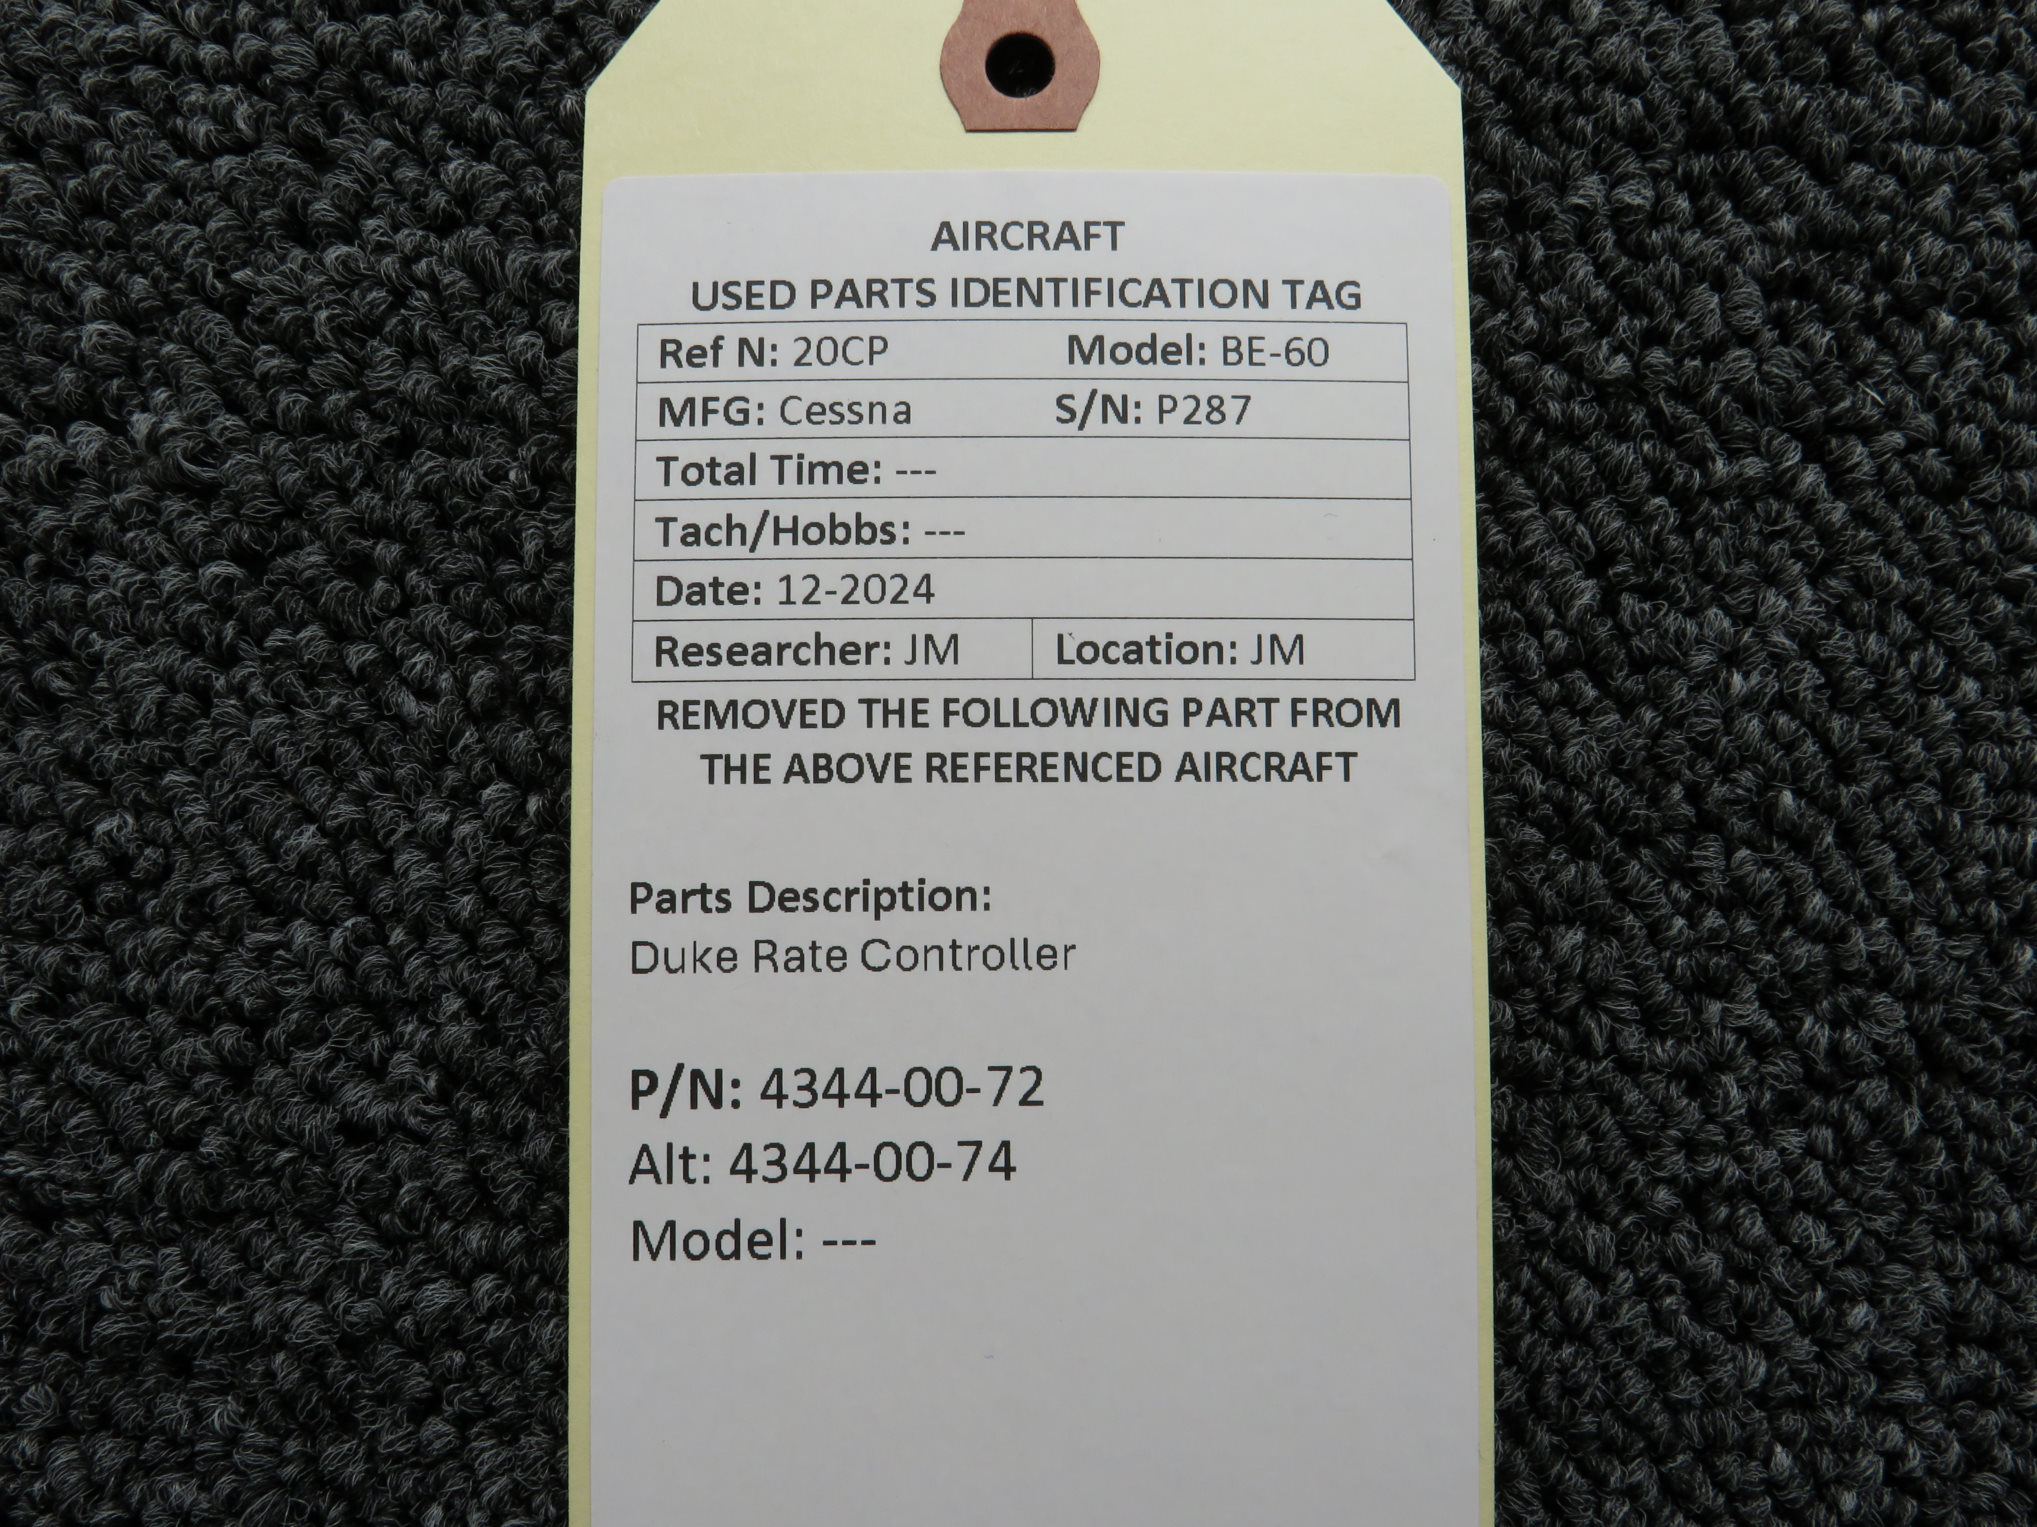 AIRCRAFT
USED PARTS IDENTIFICATION TAG
Ref N: 20CP Model: BE-60
MFG: Cessna S/N: P287
Total Time: ---
Tach/Hobbs: ---
Date: 12-2024
Researcher: JM Location: JM
REMOVED THE FOLLOWING PART FROM
THE ABOVE REFERENCED AIRCRAFT
Parts Description:
Duke Rate Controller
P/N: 4344-00-72
Alt: 4344-00-74
Model: ---